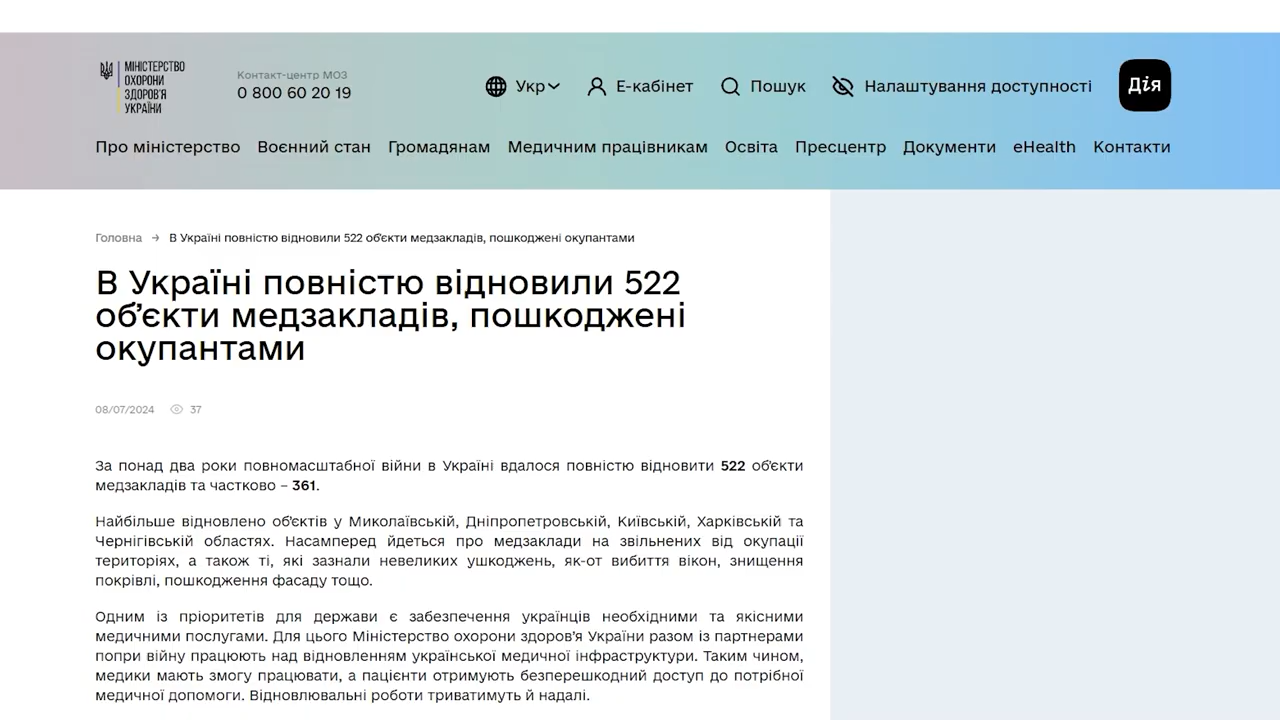 МІНІСТЕРСТВО
ОХОРОНИ
ЗДОРОВ'Я
УКРАЇНИ
Контакт-центр МОЗ
0 800 60 20 19
Укр
Е-кабінет
Пошук
Налаштування доступності
Дія
Про міністерство Воєнний стан Громадянам Медичним працівникам Освіта Пресцентр Документи eHealth Контакти
Головна → В Україні повністю відновили 522 об'єкти медзакладів, пошкоджені окупантами
В Україні повністю відновили 522
об'єкти медзакладів, пошкоджені
окупантами
08/07/2024 37
За понад два роки повномасштабної війни в Україні вдалося повністю відновити 522 об'єкти
медзакладів та частково – 361.
Найбільше відновлено об'єктів у Миколаївській, Дніпропетровській, Київській, Харківській та
Чернігівській областях. Насамперед йдеться про медзаклади на звільнених від окупації
територіях, а також ті, які зазнали невеликих ушкоджень, як-от вибиття вікон, знищення
покрівлі, пошкодження фасаду тощо.
Одним із пріоритетів для держави є забезпечення українців необхідними та якісними
медичними послугами. Для цього Міністерство охорони здоров'я України разом із партнерами
попри війну працюють над відновленням української медичної інфраструктури. Таким чином,
медики мають змогу працювати, а пацієнти отримують безперешкодний доступ до потрібної
медичної допомоги. Відновлювальні роботи триватимуть й надалі.